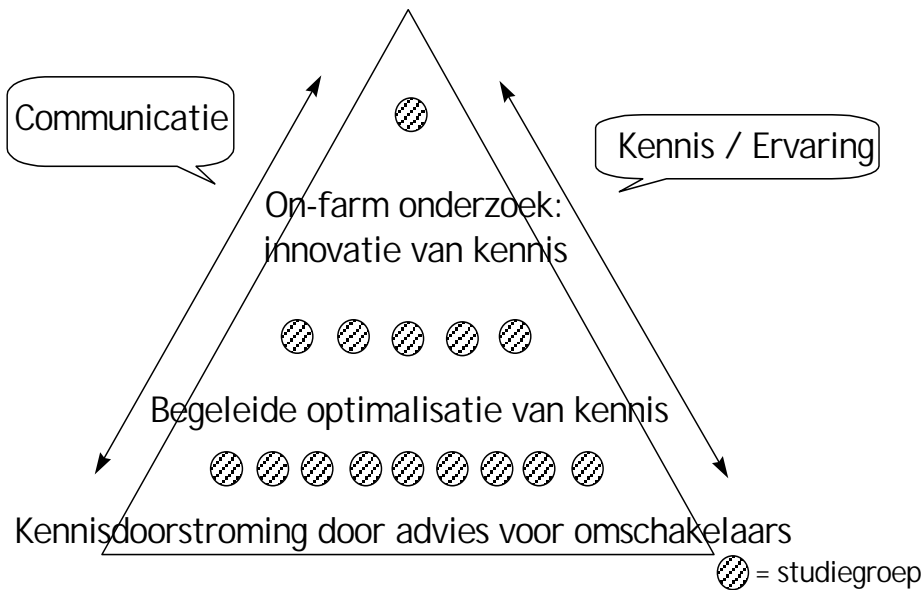 Communicatie
Kennis / Ervaring
On-farm onderzoek:
innovatie van kennis
Begeleide optimalisatie van kennis
Kennisdoorstroming door advies voor omschakelaars
= studiegroep